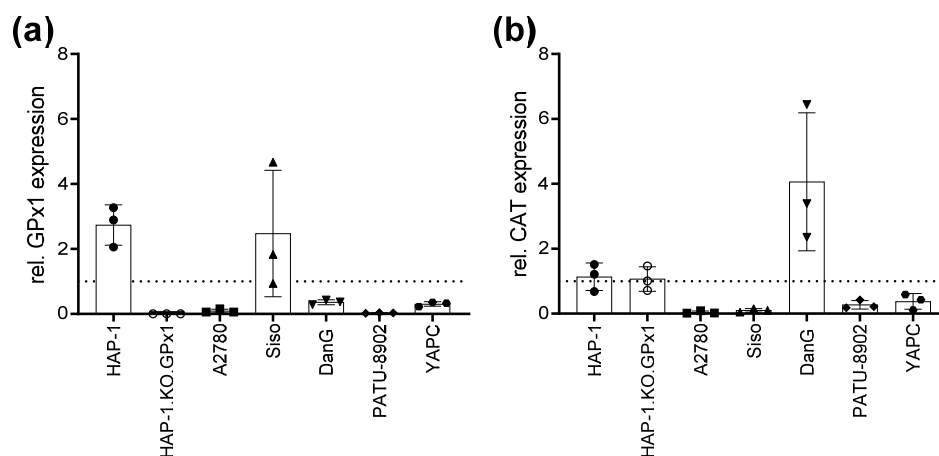 (a)
rel. GPx1 expression
8
6
4
2
0
HAP-1
HAP-1.KO.GPx1
A2780
Siso
DanG
PATU-8902
YAPC
(b)
rel. CAT expression
8
6
4
2
0
HAP-1
HAP-1.KO.GPx1
A2780
Siso
DanG
PATU-8902
YAPC